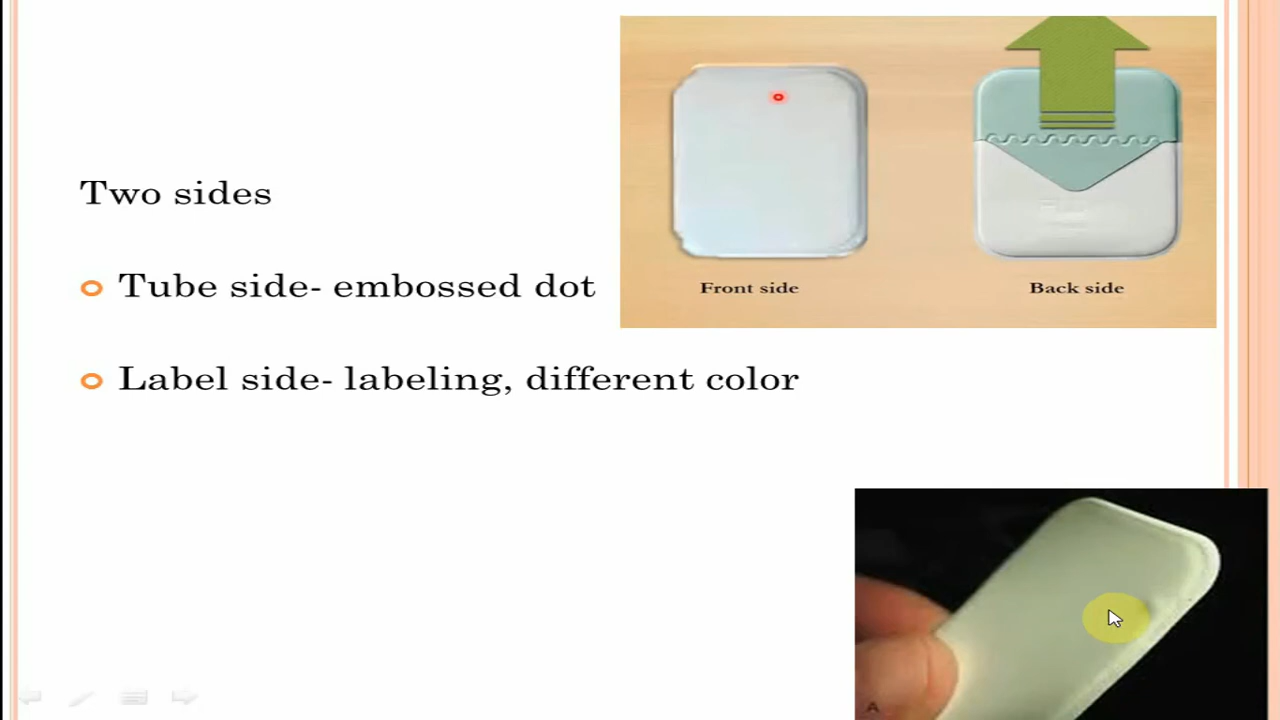 Two sides
Tube side- embossed dot
Label side- labeling, different color
Front side
Back side
A